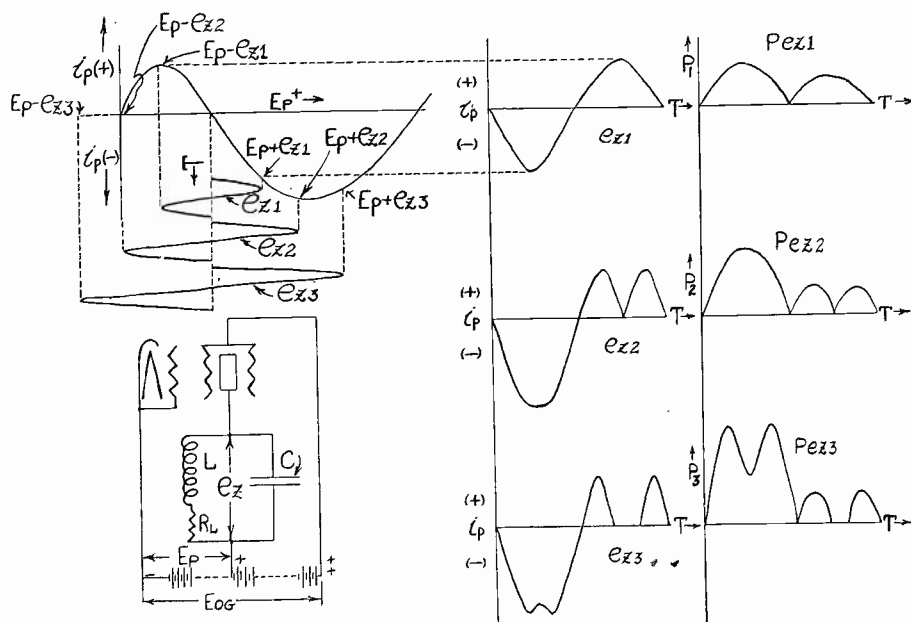 Ep-ez2
Ep-ez1
ip(+)
Ep-ez3
Ep+
ip(-)
T
Ep+ez1
Ep+ez2
Ep+ez3
ez1
ez2
ez3
L
C
ez
RL
Ep
- + + +
EOG
(+)
ip
(-)
T
ez1
(+)
ip
(-)
T
ez2
(+)
ip
(-)
T
ez3
P1
Pez1
T
P2
Pez2
T
P3
Pez3
T